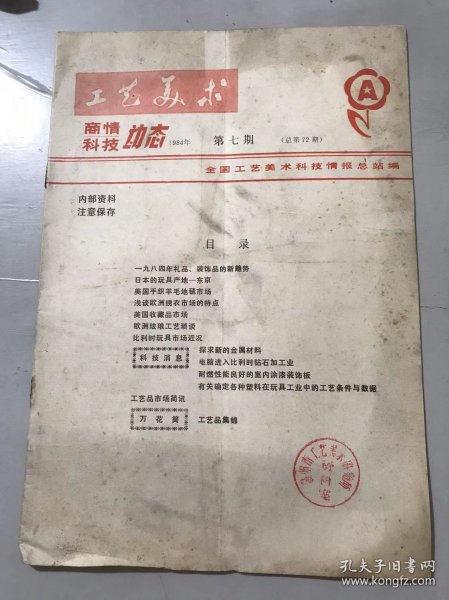 工艺美术
商情
科技
动态
1984年 第七期 (总第72期)
A
全国工艺美术科技情报总站编
内部资料
注意保存
目 录
一九八四年礼品、装饰品的新趋势
日本的玩具产地—东京
美国手织羊毛地毯市场
浅谈欧洲绣衣市场的特点
美国收藏品市场
欧洲珐琅工艺琐谈
比利时玩具市场近况
科技消息
探求新的金属材料
电脑进入比利时钻石加工业
耐燃性能良好的室内涂漆装饰板
有关确定各种塑料在玩具工业中的工艺条件与数据
工艺品市场简讯
万花筒
工艺品集锦
孔夫子旧书网
www.kongfz.com